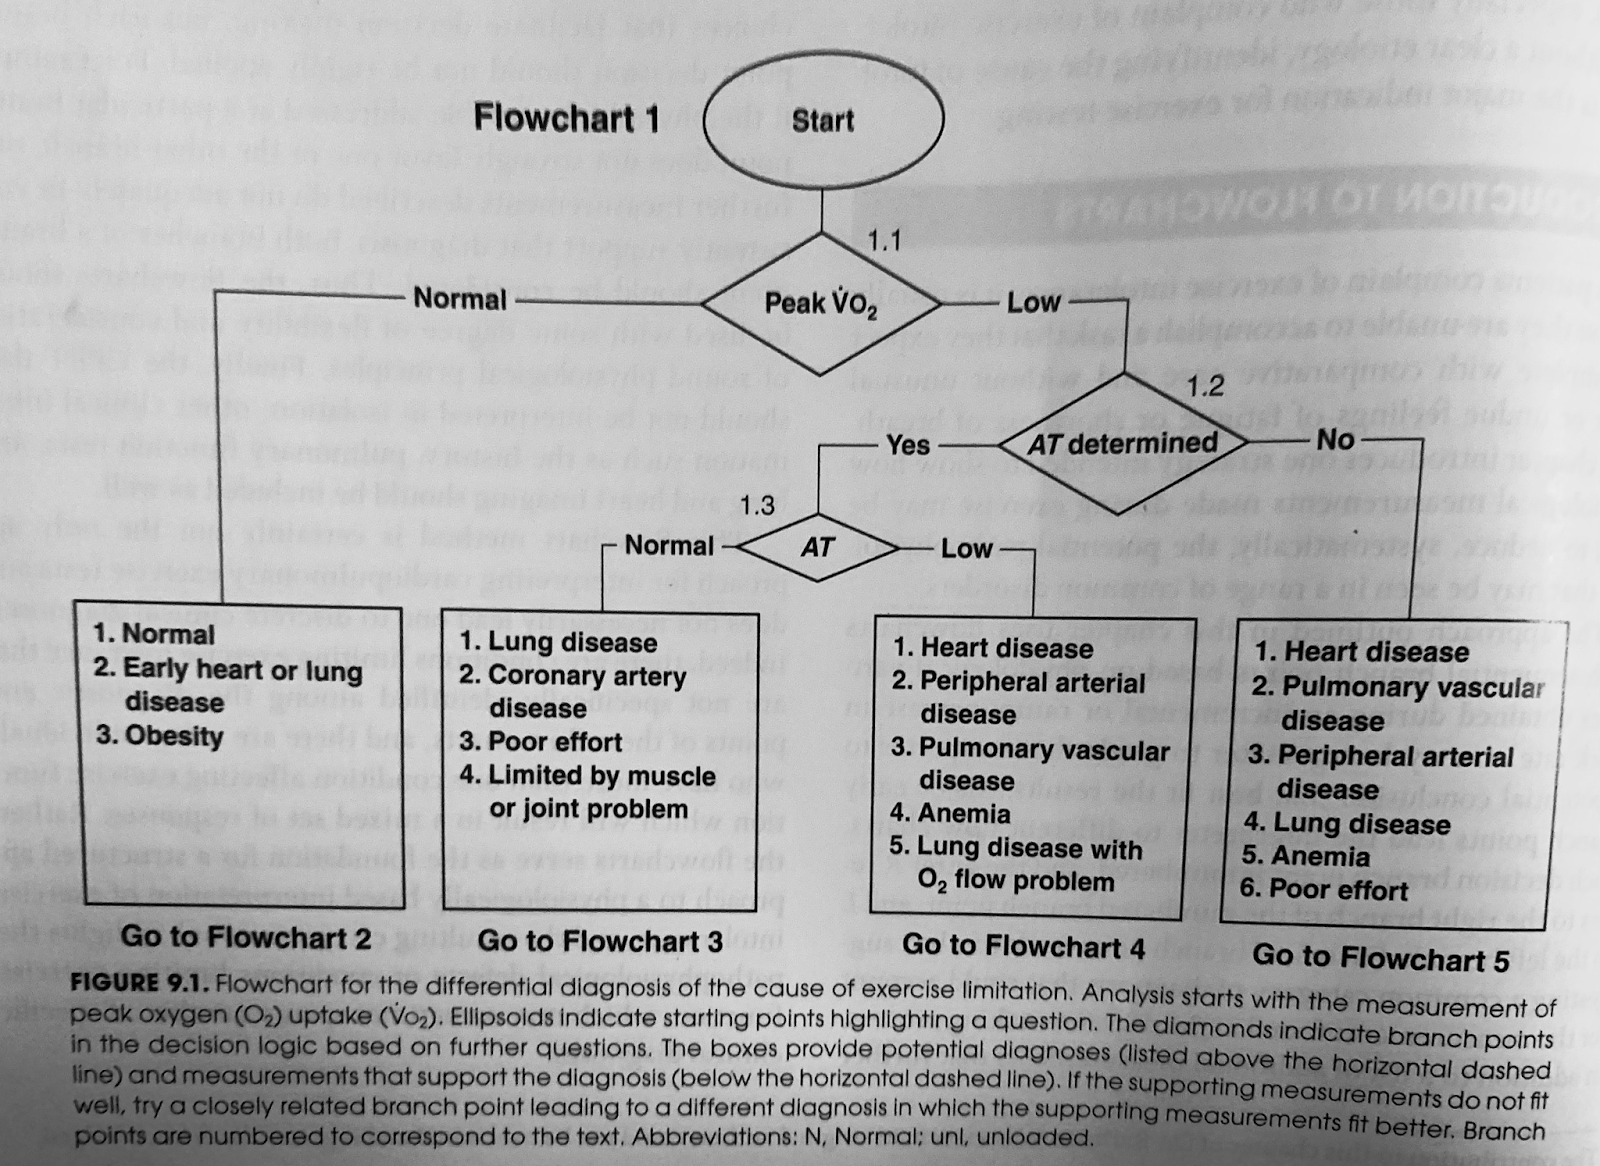 Flowchart 1
Start
1.1
Normal
Peak V̇O₂
Low
1.2
Yes
AT determined
No
1.3
Normal
AT
Low
1. Normal
2. Early heart or lung
disease
3. Obesity
Go to Flowchart 2
1. Lung disease
2. Coronary artery
disease
3. Poor effort
4. Limited by muscle
or joint problem
Go to Flowchart 3
1. Heart disease
2. Peripheral arterial
disease
3. Pulmonary vascular
disease
4. Anemia
5. Lung disease with
O₂ flow problem
Go to Flowchart 4
1. Heart disease
2. Pulmonary vascular
disease
3. Peripheral arterial
disease
4. Lung disease
5. Anemia
6. Poor effort
Go to Flowchart 5
FIGURE 9.1. Flowchart for the differential diagnosis of the cause of exercise limitation. Analysis starts with the measurement of
peak oxygen (O₂) uptake (V̇O₂). Ellipsoids indicate starting points highlighting a question. The diamonds indicate branch points
in the decision logic based on further questions. The boxes provide potential diagnoses (listed above the horizontal dashed
line) and measurements that support the diagnosis (below the horizontal dashed line). If the supporting measurements do not fit
well, try a closely related branch point leading to a different diagnosis in which the supporting measurements fit better. Branch
points are numbered to correspond to the text. Abbreviations: N, Normal; unl, unloaded.